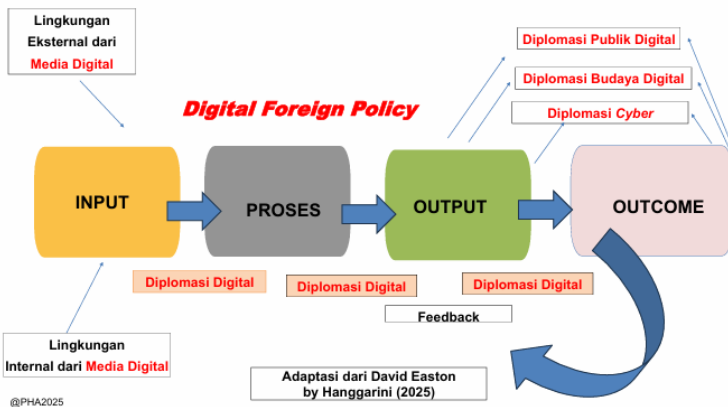 Lingkungan
Eksternal dari
Media Digital
Diplomasi Publik Digital
Diplomasi Budaya Digital
Diplomasi Cyber
Digital Foreign Policy
INPUT
PROSES
OUTPUT
OUTCOME
Diplomasi Digital
Diplomasi Digital
Diplomasi Digital
Feedback
Lingkungan
Internal dari Media Digital
Adaptasi dari David Easton
by Hanggarini (2025)
@PHA2025